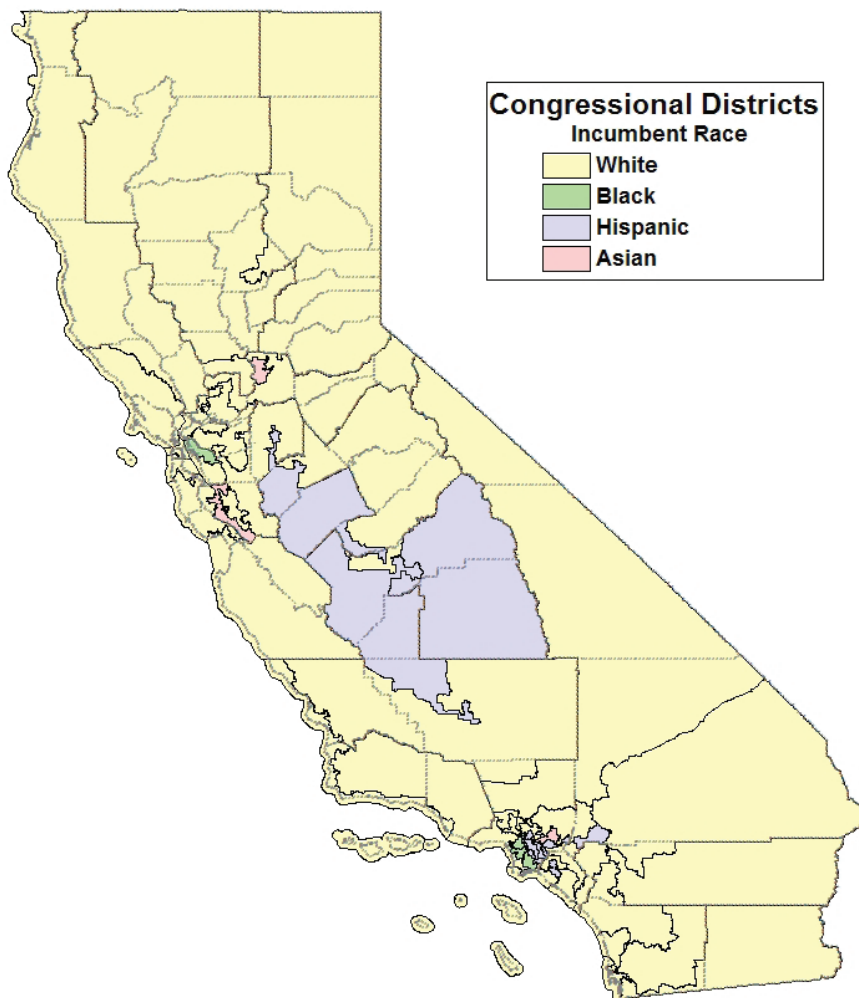 Congressional Districts
Incumbent Race
White
Black
Hispanic
Asian